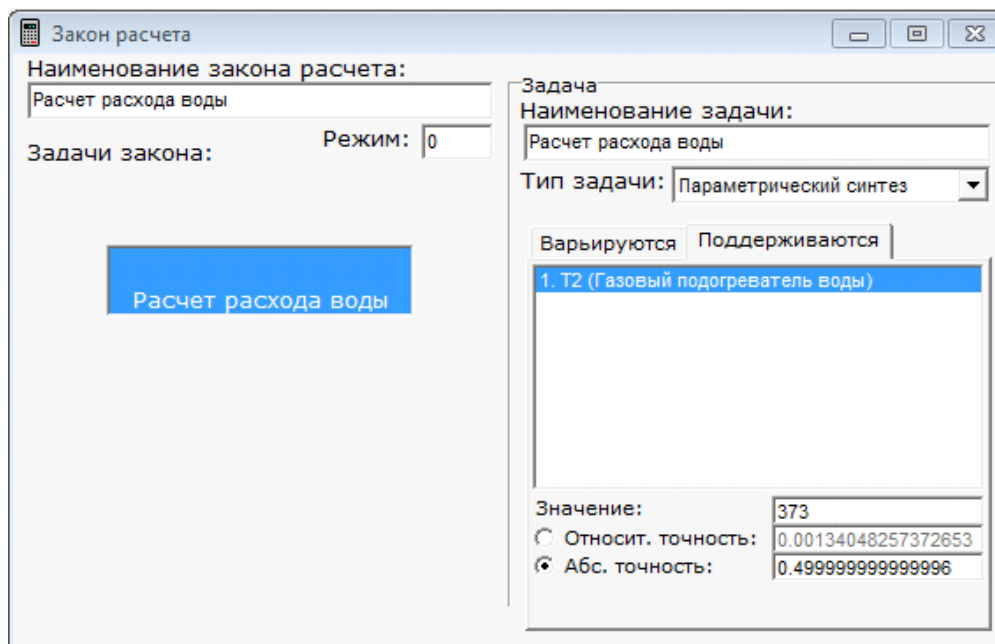 Закон расчета
Наименование закона расчета:
Расчет расхода воды
Задачи закона:
Режим: 0
Расчет расхода воды
Задача
Наименование задачи:
Расчет расхода воды
Тип задачи: Параметрический синтез
Варьируются Поддерживаются
1. T2 (Газовый подогреватель воды)
Значение: 373
Относит. точность: 0.00134048257372653
Абс. точность: 0.499999999999996